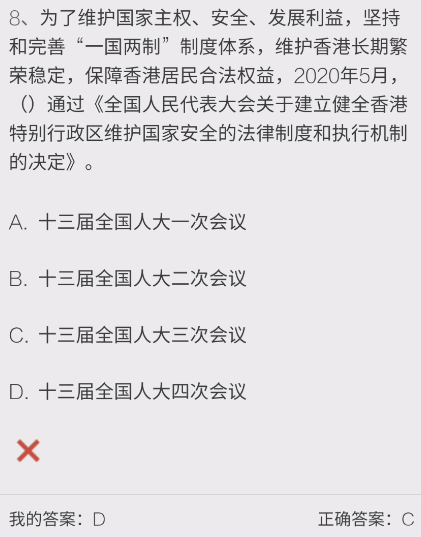 8、为了维护国家主权、安全、发展利益，坚持
和完善“一国两制”制度体系，维护香港长期繁
荣稳定，保障香港居民合法权益，2020年5月，
（）通过《全国人民代表大会关于建立健全香港
特别行政区维护国家安全的法律制度和执行机制
的决定》。
A. 十三届全国人大一次会议
B. 十三届全国人大二次会议
C. 十三届全国人大三次会议
D. 十三届全国人大四次会议
我的答案：D 正确答案：C